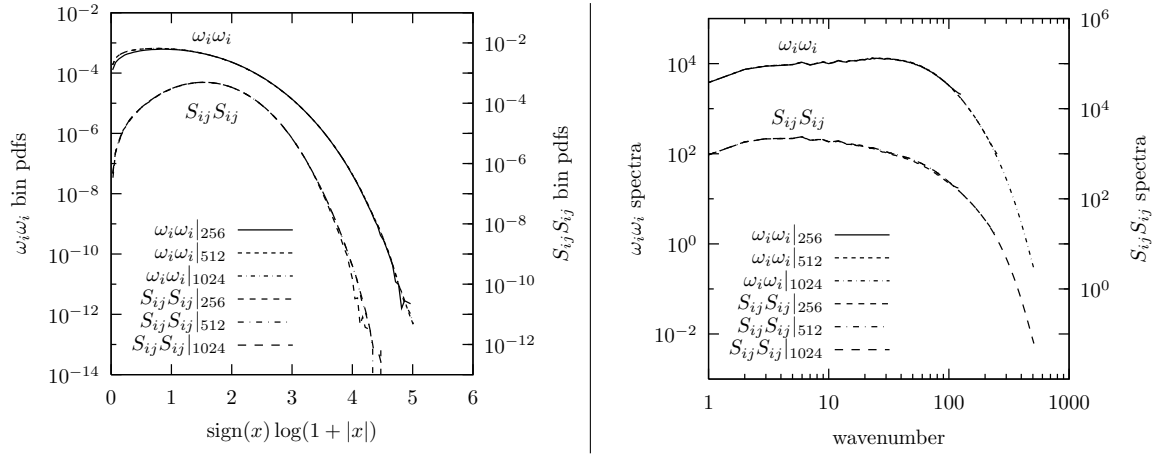 ω_iω_i bin pdfs
10^−2
10^−4
10^−6
10^−8
10^−10
10^−12
10^−14
ω_iω_i
S_ijS_ij
ω_iω_i|_256
ω_iω_i|_512
ω_iω_i|_1024
S_ijS_ij|_256
S_ijS_ij|_512
S_ijS_ij|_1024
0 1 2 3 4 5 6
sign(x) log(1 + |x|)
10^−2
10^−4
10^−6
10^−8
10^−10
10^−12
S_ijS_ij bin pdfs
ω_iω_i spectra
10^4
10^2
10^0
10^−2
ω_iω_i
S_ijS_ij
ω_iω_i|_256
ω_iω_i|_512
ω_iω_i|_1024
S_ijS_ij|_256
S_ijS_ij|_512
S_ijS_ij|_1024
1 10 100 1000
wavenumber
10^6
10^4
10^2
10^0
S_ijS_ij spectra